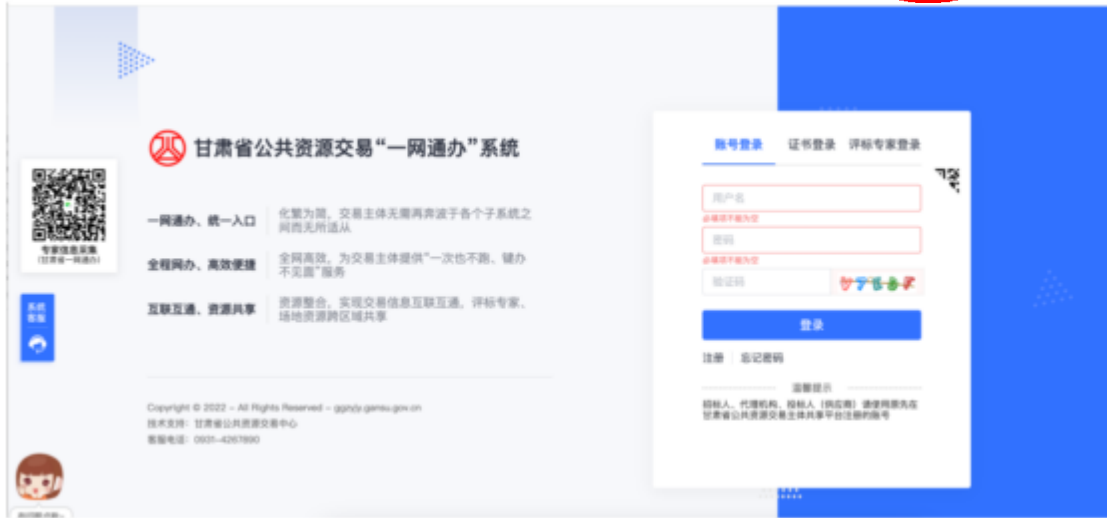 甘肃省公共资源交易“一网通办”系统
专家信息采集
(甘肃省一网通办)
一网通办、统一入口
化繁为简，交易主体无需再奔波于各个子系统之
间而无所适从
全程网办、高效便捷
全网高效，为交易主体提供“一次也不跑、键办
不见面”服务
互联互通、资源共享
资源整合，实现交易信息互联互通，评标专家、
场地资源跨区域共享
系统
客服
Copyright © 2022 - All Rights Reserved - ggzyjy.gansu.gov.cn
技术支持：甘肃省公共资源交易中心
客服电话：0931-4267890
账号登录
证书登录
评标专家登录
用户名
必填项不能为空
密码
必填项不能为空
验证码
登录
注册
忘记密码
温馨提示
招标人、代理机构、投标人（供应商）请使用原先在
甘肃省公共资源交易主体共享平台注册的账号